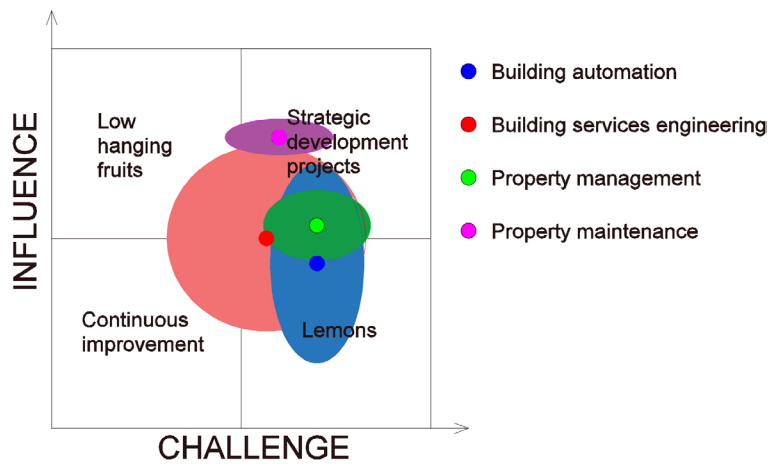 Low
hanging
fruits
Strategic
development
projects
Continuous
improvement
Lemons
INFLUENCE
CHALLENGE
Building automation
Building services engineering
Property management
Property maintenance